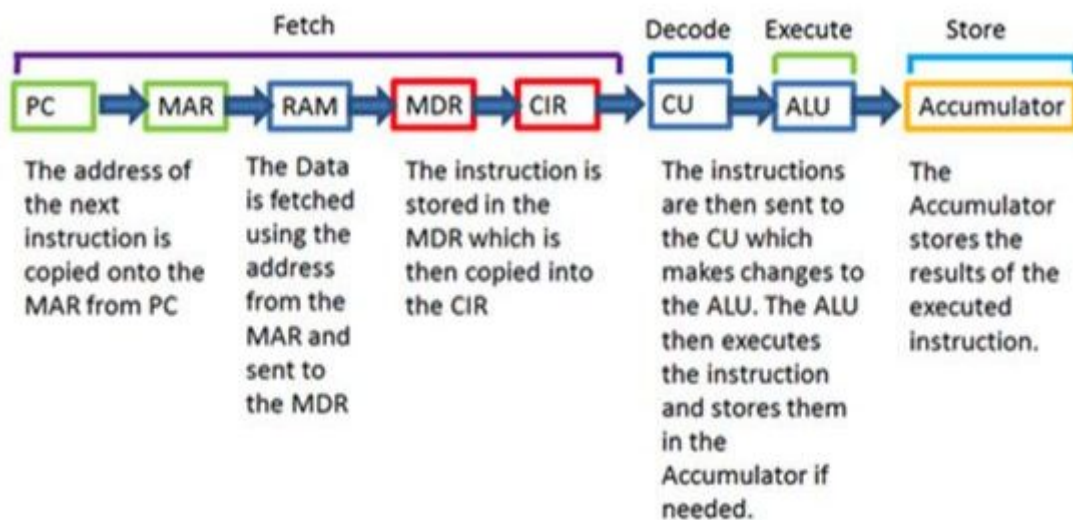 Fetch
Decode
Execute
Store
PC
MAR
RAM
MDR
CIR
CU
ALU
Accumulator
The address of
the next
instruction is
copied onto the
MAR from PC
The Data
is fetched
using the
address
from the
MAR and
sent to
the MDR
The instruction is
stored in the
MDR which is
then copied into
the CIR
The instructions
are then sent to
the CU which
makes changes to
the ALU. The ALU
then executes
the instruction
and stores them
in the
Accumulator if
needed.
The
Accumulator
stores the
results of the
executed
instruction.